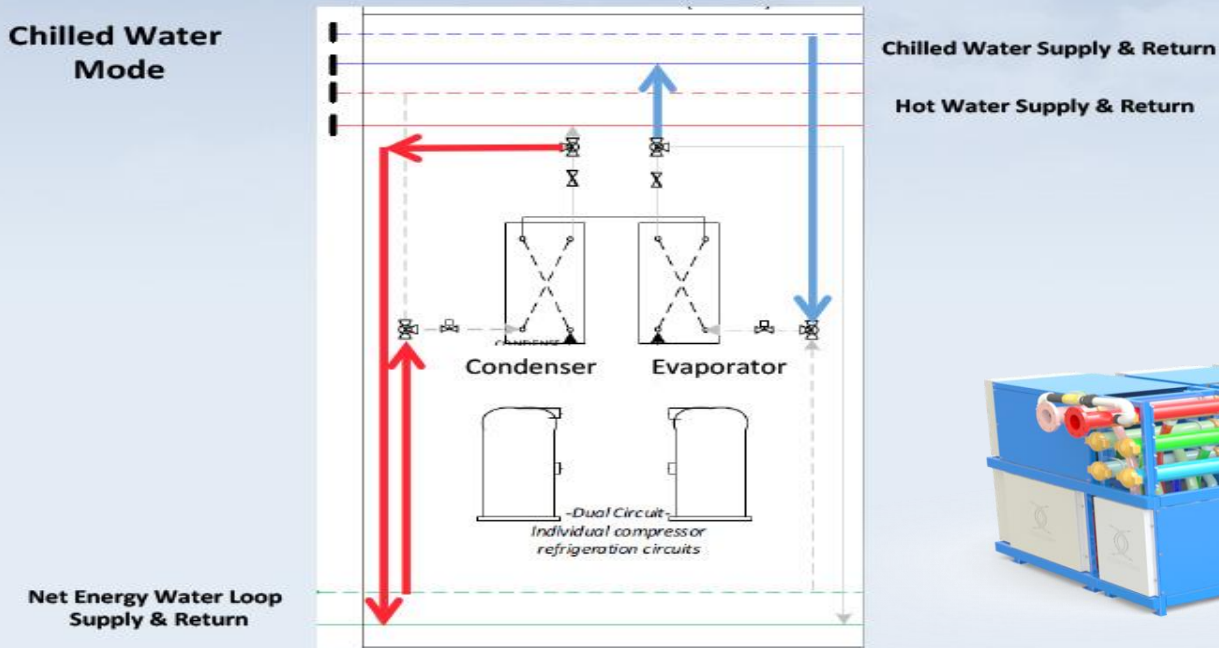 Chilled Water
Mode
Chilled Water Supply & Return
Hot Water Supply & Return
Condenser
Evaporator
-Dual Circuit-
Individual compressor
refrigeration circuits
Net Energy Water Loop
Supply & Return